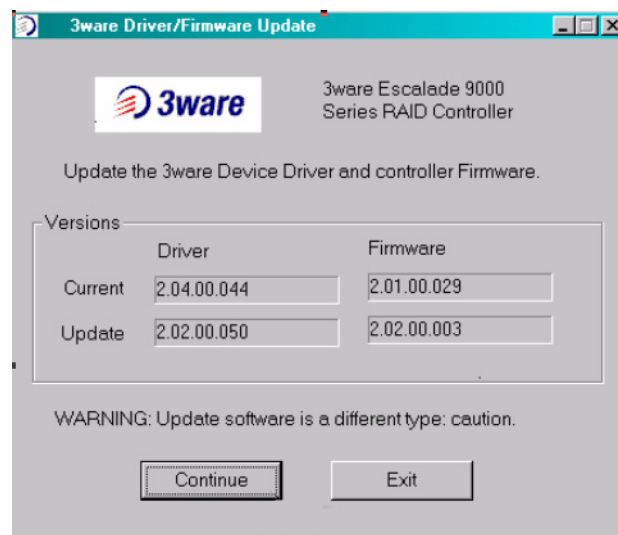 3ware Driver/Firmware Update
3ware
3ware Escalade 9000
Series RAID Controller
Update the 3ware Device Driver and controller Firmware.
Versions
Driver Firmware
Current 2.04.00.044 2.01.00.029
Update 2.02.00.050 2.02.00.003
WARNING: Update software is a different type: caution.
Continue Exit